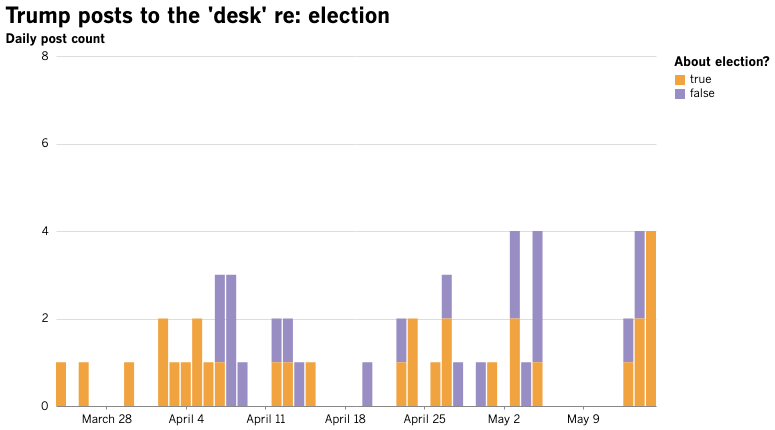 Trump posts to the 'desk' re: election
Daily post count
About election?
true
false
8
6
4
2
0
March 28 April 4 April 11 April 18 April 25 May 2 May 9